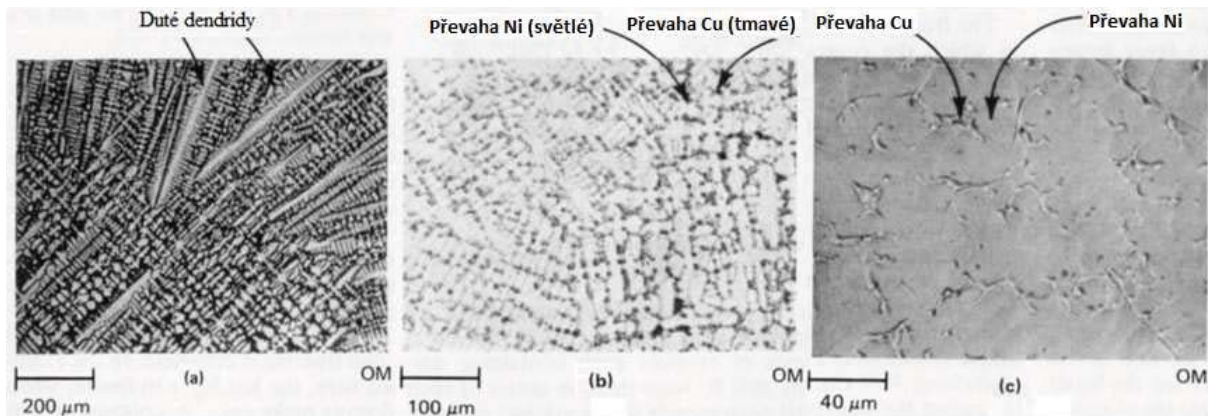 Duté dendridy
Převaha Ni (světlé)
Převaha Cu (tmavé)
Převaha Cu
Převaha Ni
(a)
OM
200 μm
(b)
OM
100 μm
(c)
OM
40 μm